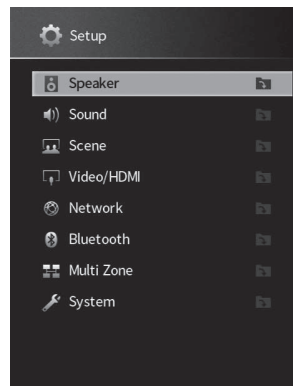 Setup
Speaker
Sound
Scene
Video/HDMI
Network
Bluetooth
Multi Zone
System